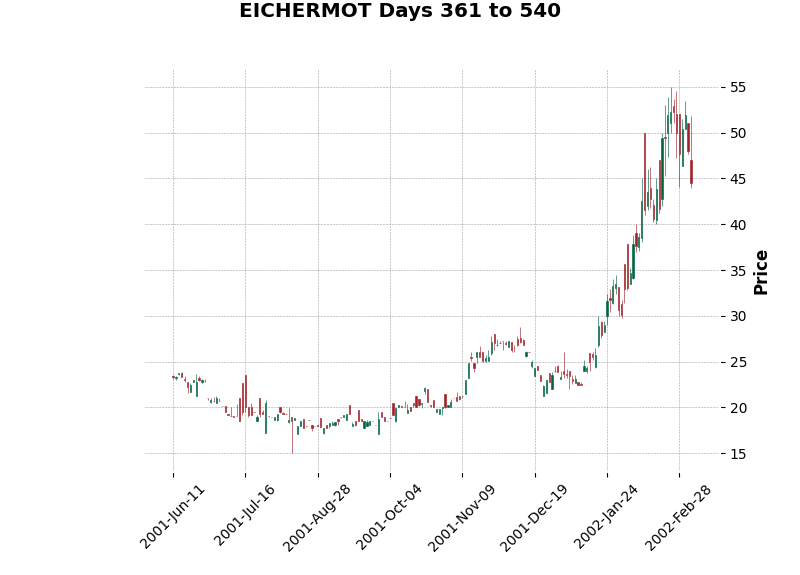 EICHERMOT Days 361 to 540
55
50
45
40
35
30
25
20
15
Price
2001-Jun-11
2001-Jul-16
2001-Aug-28
2001-Oct-04
2001-Nov-09
2001-Dec-19
2002-Jan-24
2002-Feb-28